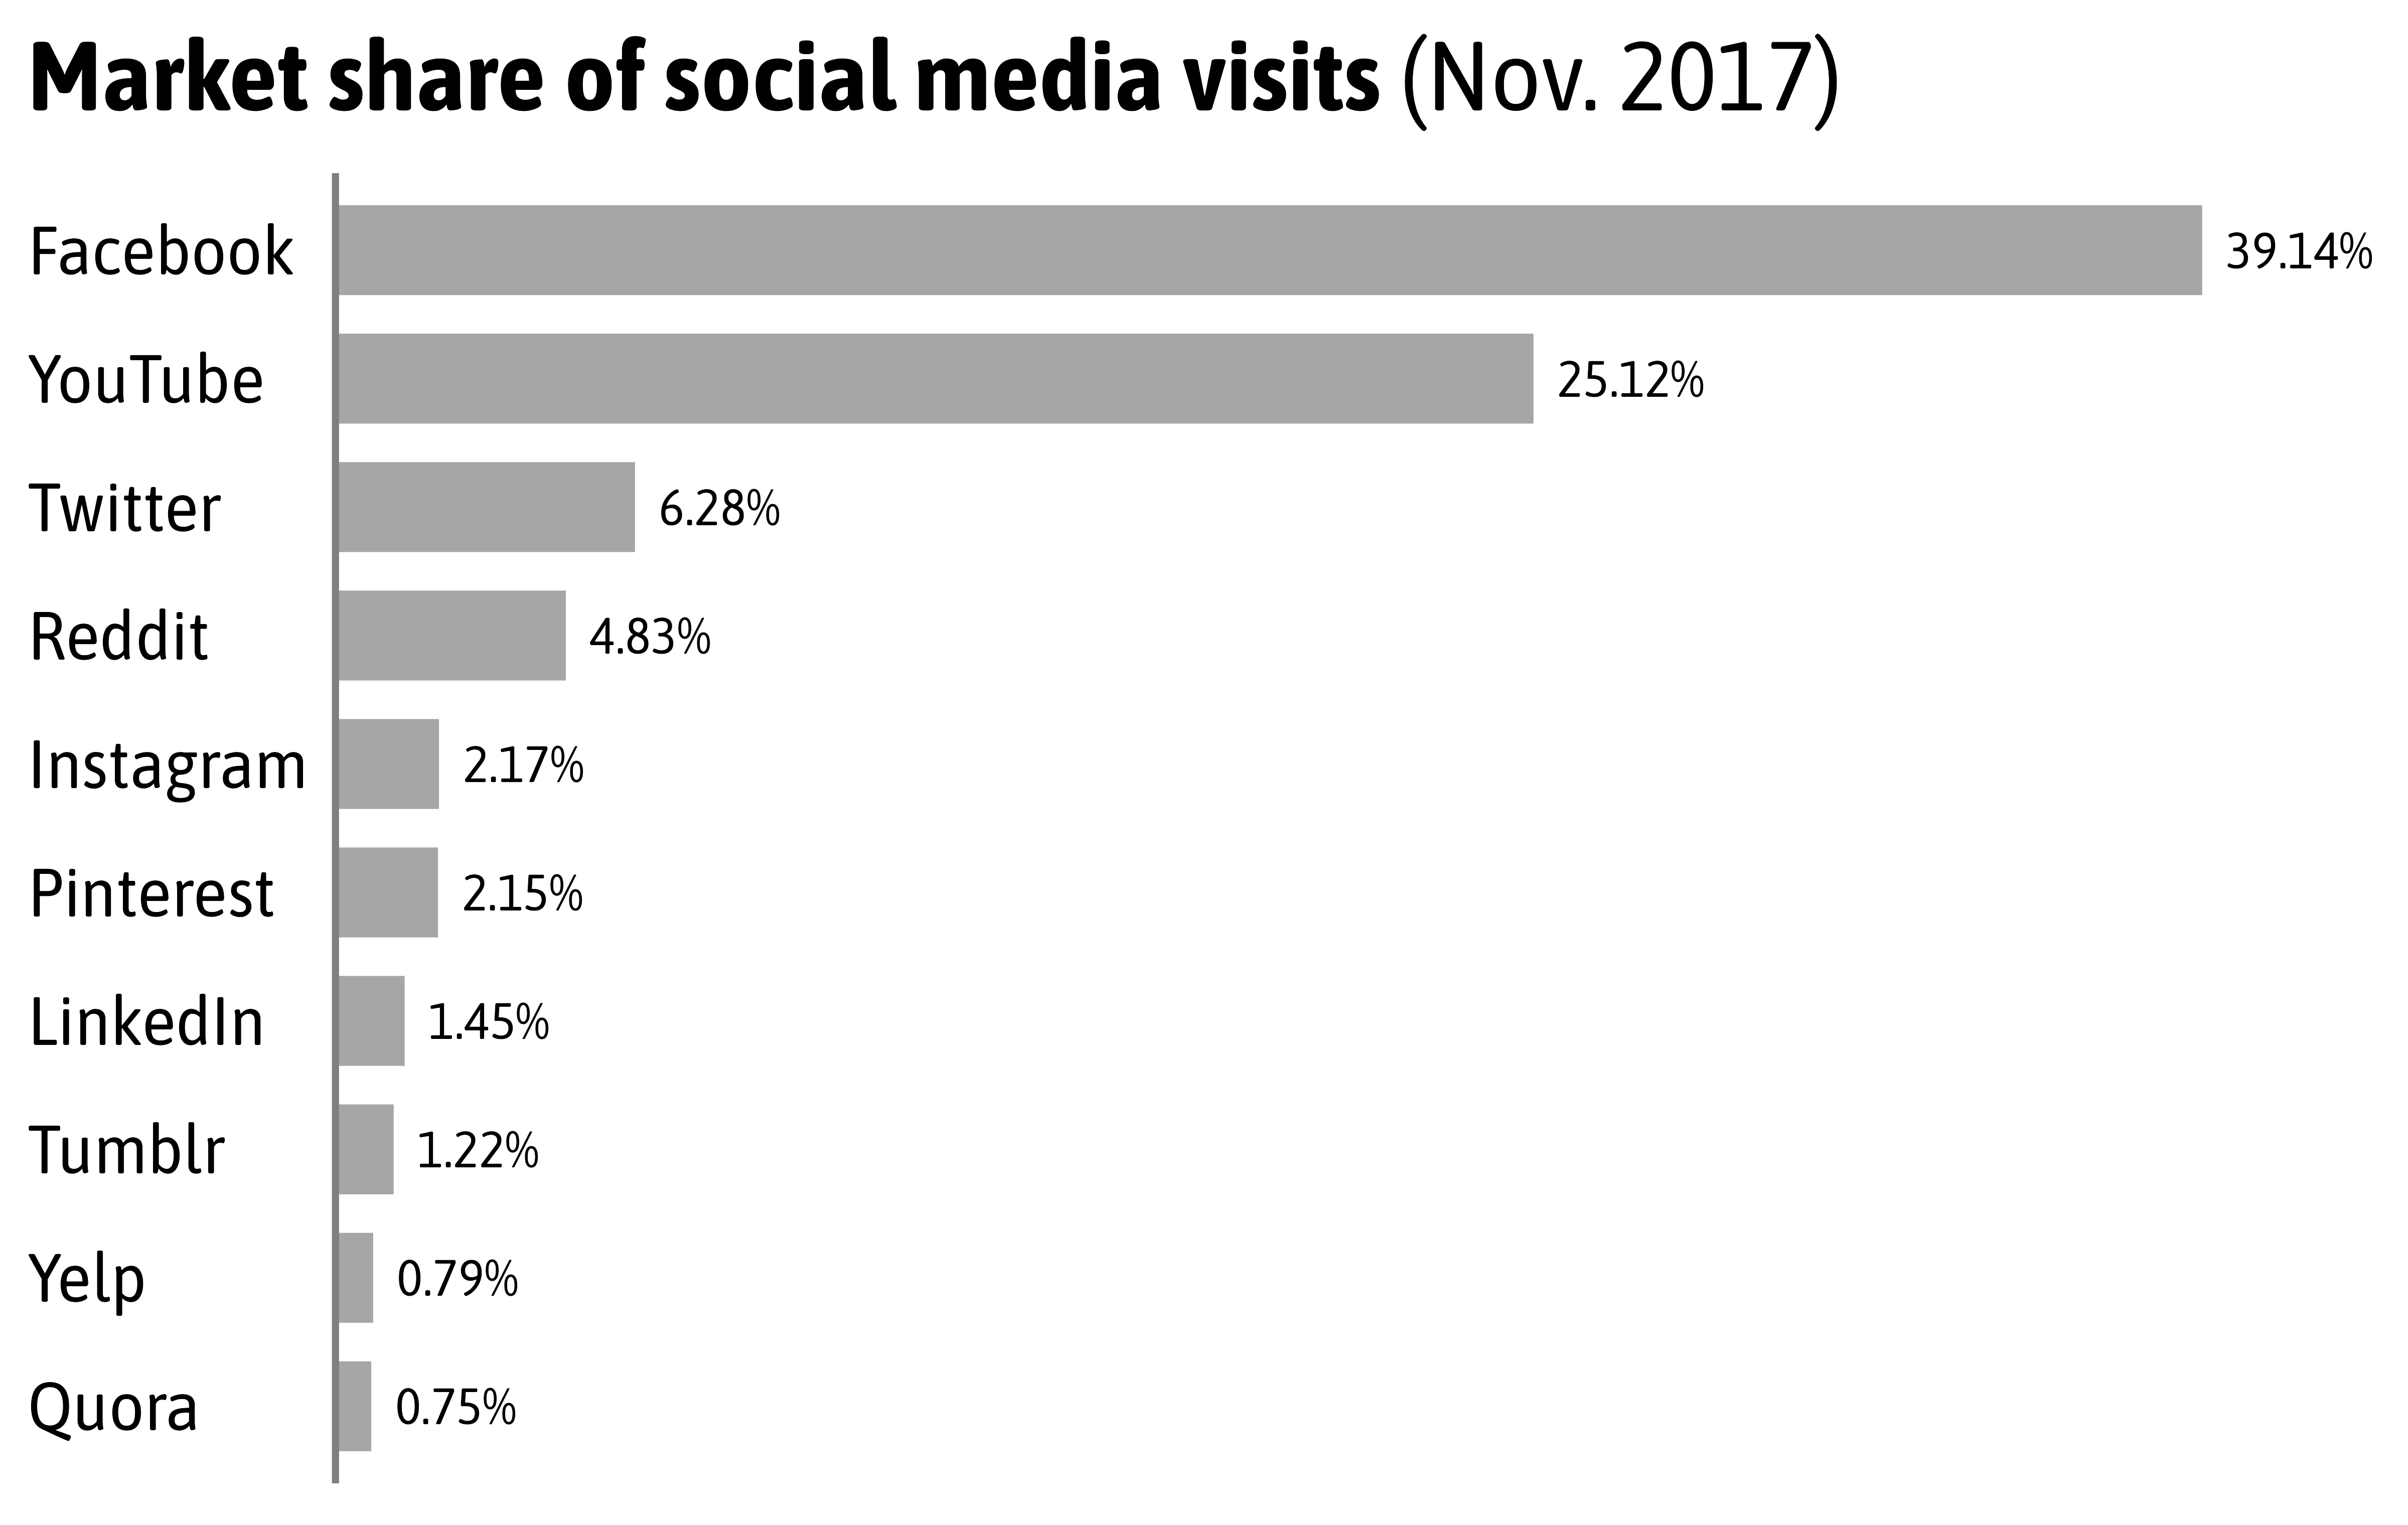 Market share of social media visits (Nov. 2017)
Facebook 39.14%
YouTube 25.12%
Twitter 6.28%
Reddit 4.83%
Instagram 2.17%
Pinterest 2.15%
LinkedIn 1.45%
Tumblr 1.22%
Yelp 0.79%
Quora 0.75%